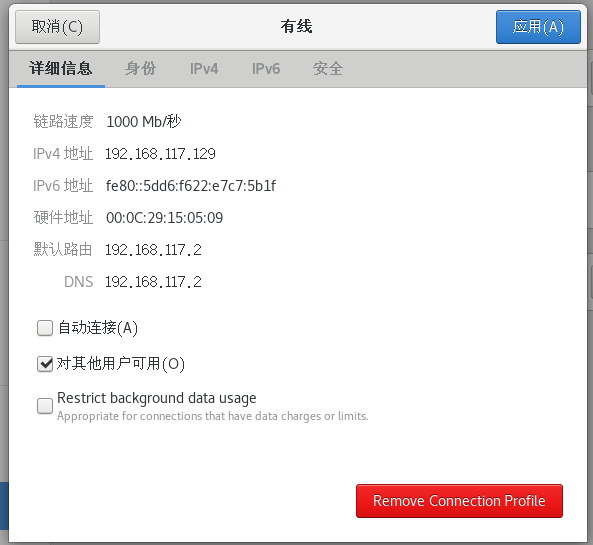 取消(C)
有线
应用(A)
详细信息
身份
IPv4
IPv6
安全
链路速度 1000 Mb/秒
IPv4 地址 192.168.117.129
IPv6 地址 fe80::5dd6:f622:e7c7:5b1f
硬件地址 00:0C:29:15:05:09
默认路由 192.168.117.2
DNS 192.168.117.2
自动连接(A)
对其他用户可用(O)
Restrict background data usage
Appropriate for connections that have data charges or limits.
Remove Connection Profile